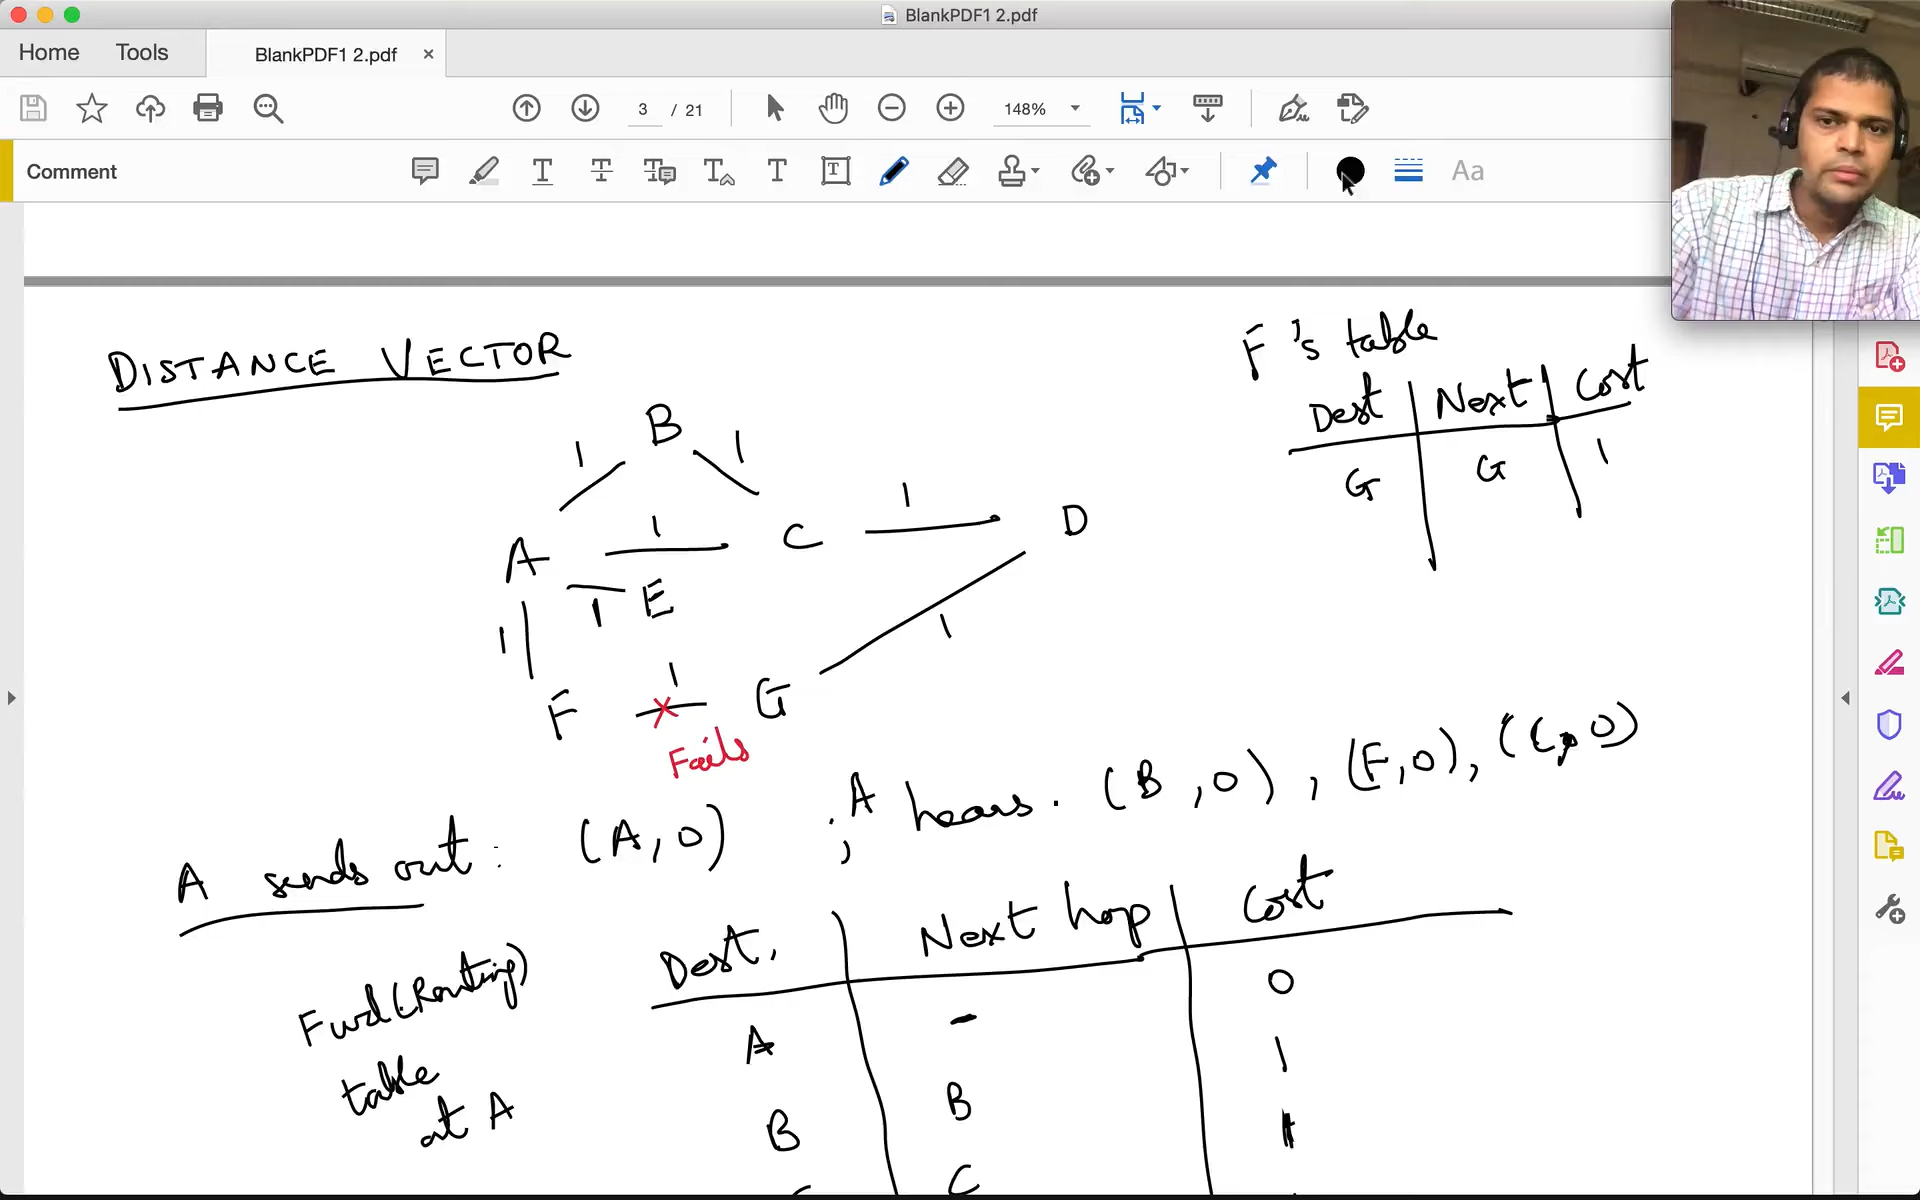 BlankPDF1 2.pdf
Home Tools BlankPDF1 2.pdf ×
3 / 21 148%
Comment Aa
DISTANCE VECTOR
F's table
Dest Next Cost
G G 1
B
1 1
A 1 C 1 D
1 E
1 1
F 1 G
Fails
A sends out: (A, 0) ; A hears. (B, 0), (F, 0), (C, 0)
Fwd (Routing) table at A
Dest. Next hop Cost
A - 0
B B 1
C C 1